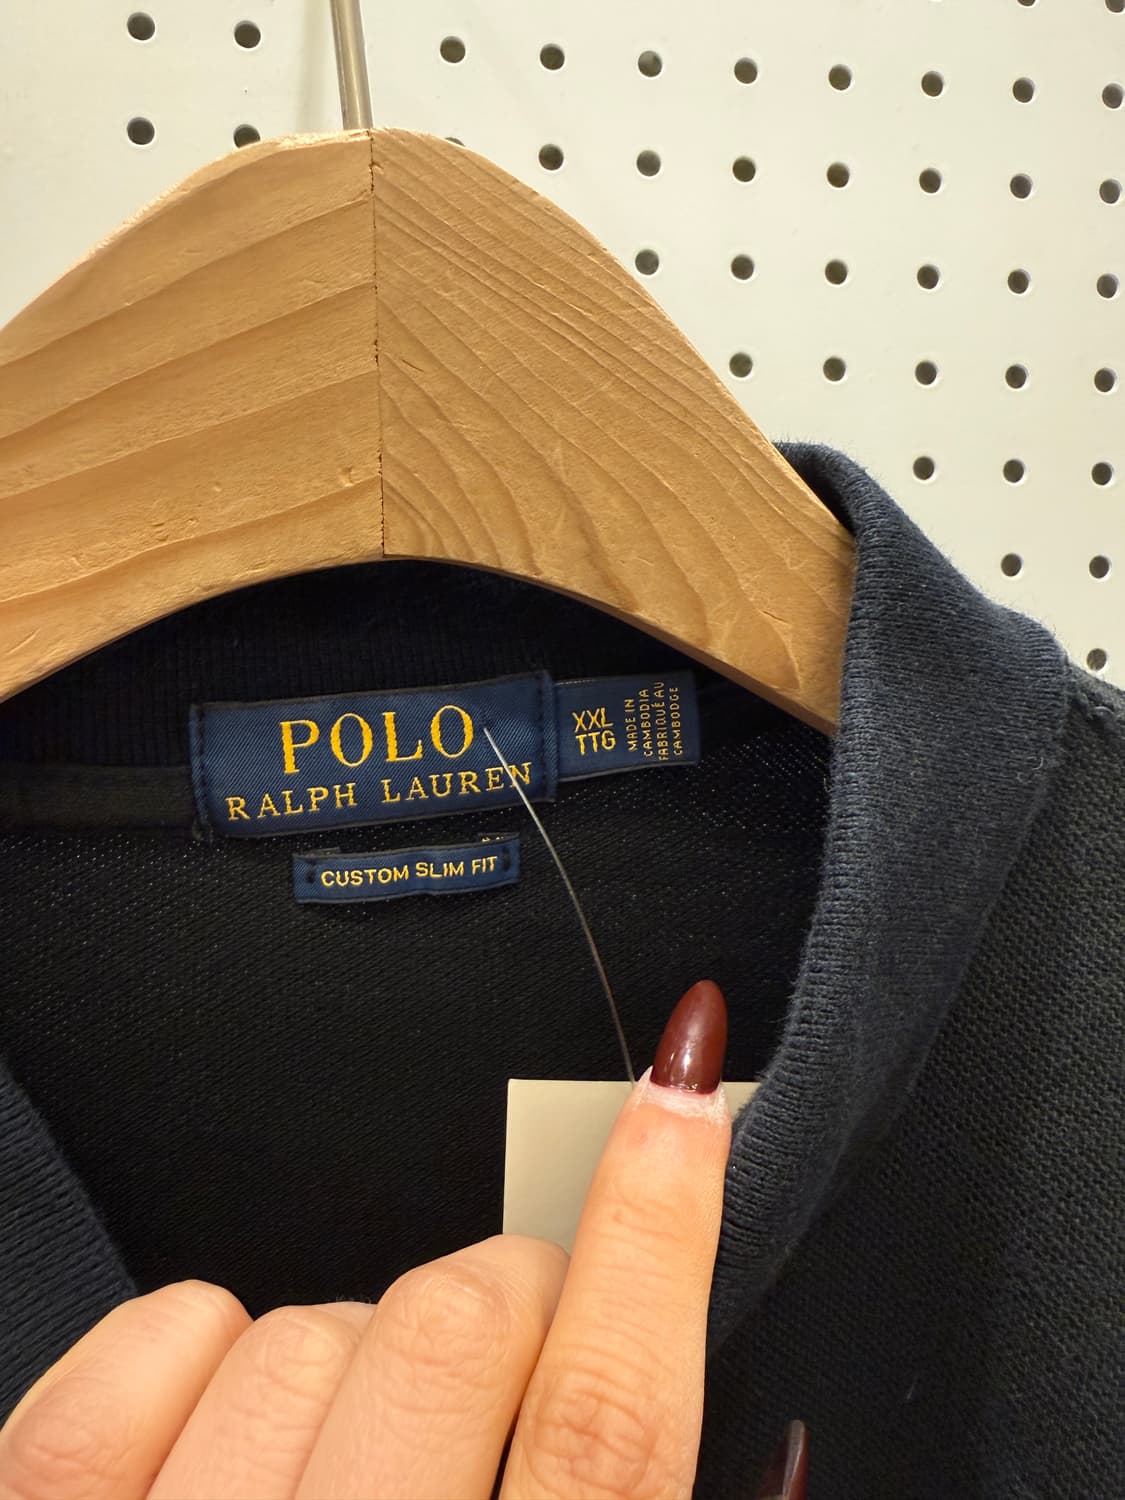 POLO
RALPH LAUREN
XXL
TTG
MADE IN
CAMBODIA
FABRIQUÉ AU
CAMBODGE
CUSTOM SLIM FIT